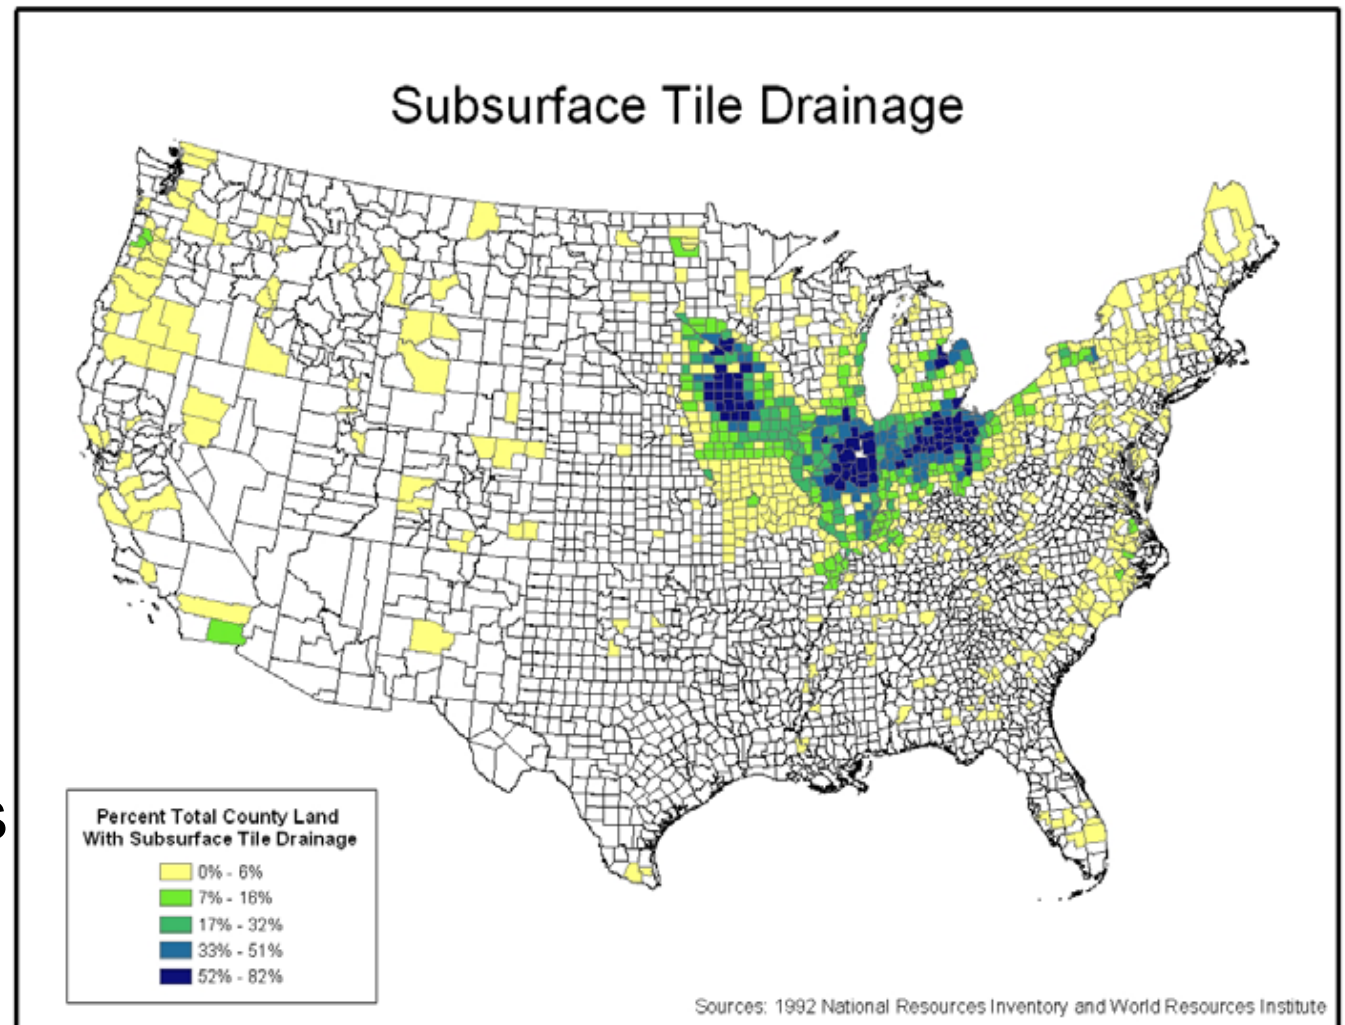 Subsurface Tile Drainage
s
Percent Total County Land
With Subsurface Tile Drainage
0% - 6%
7% - 16%
17% - 32%
33% - 51%
52% - 82%
Sources: 1992 National Resources Inventory and World Resources Institute